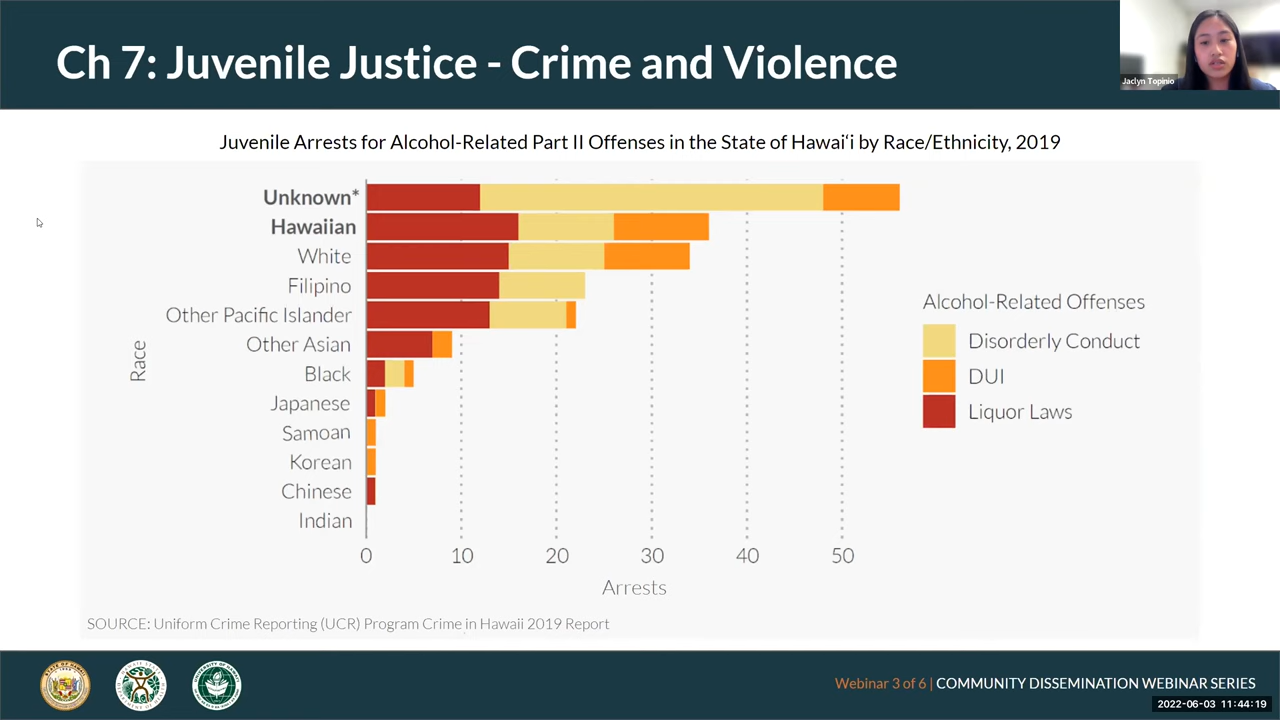 Ch 7: Juvenile Justice - Crime and Violence
Jaclyn Topinio
Juvenile Arrests for Alcohol-Related Part II Offenses in the State of Hawai‘i by Race/Ethnicity, 2019
Unknown*
Hawaiian
White
Filipino
Other Pacific Islander
Other Asian
Black
Japanese
Samoan
Korean
Chinese
Indian
Race
0 10 20 30 40 50
Arrests
Alcohol-Related Offenses
Disorderly Conduct
DUI
Liquor Laws
SOURCE: Uniform Crime Reporting (UCR) Program Crime in Hawaii 2019 Report
Webinar 3 of 6 | COMMUNITY DISSEMINATION WEBINAR SERIES
2022-06-03 11:44:19